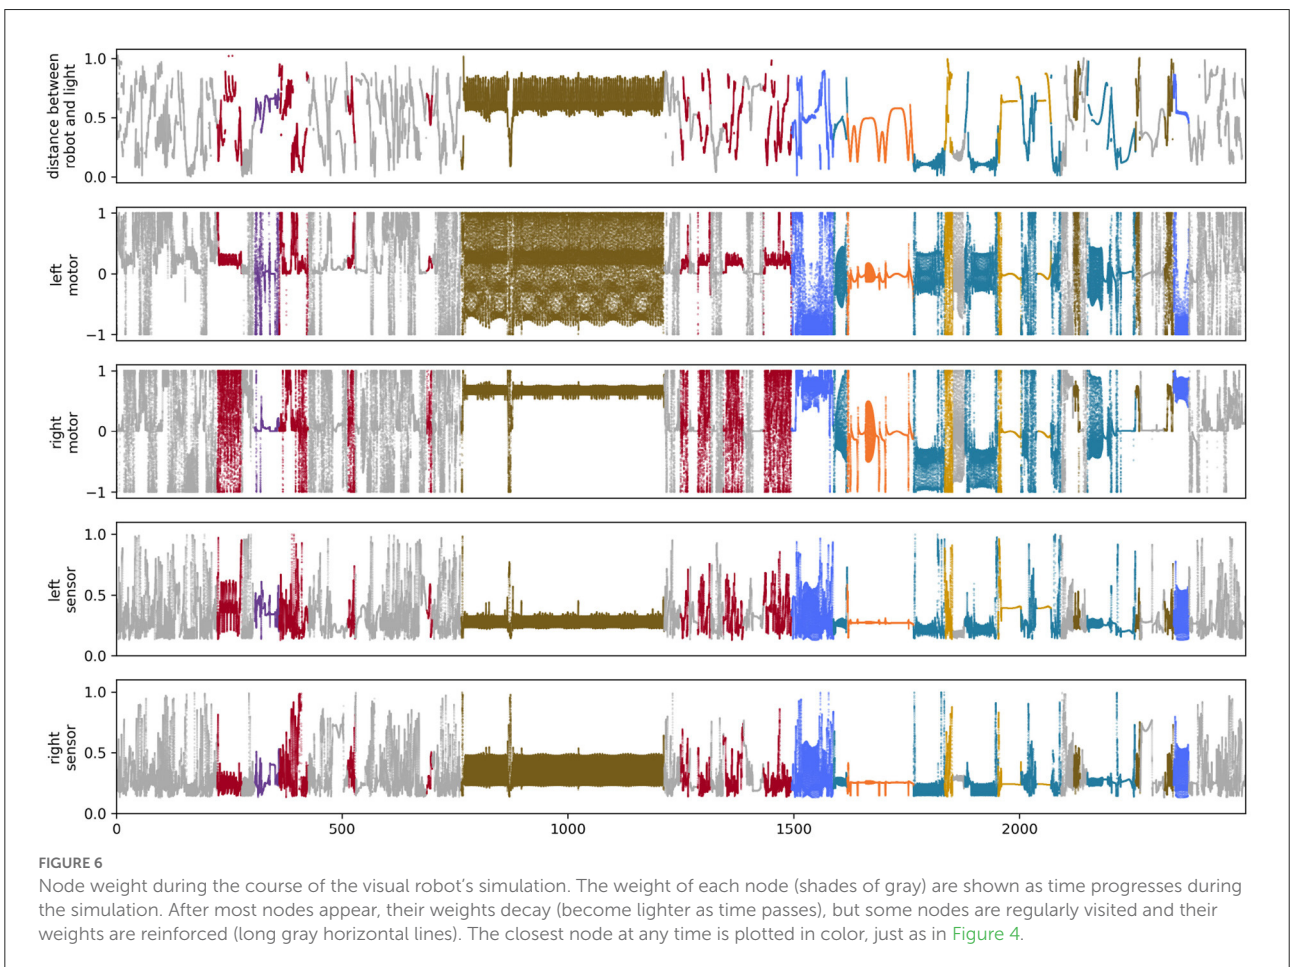 distance between
robot and light
1.0
0.5
0.0
left
motor
1
0
−1
right
motor
1
0
−1
left
sensor
1.0
0.5
0.0
right
sensor
1.0
0.5
0.0
0 500 1000 1500 2000
FIGURE 6
Node weight during the course of the visual robot's simulation. The weight of each node (shades of gray) are shown as time progresses during
the simulation. After most nodes appear, their weights decay (become lighter as time passes), but some nodes are regularly visited and their
weights are reinforced (long gray horizontal lines). The closest node at any time is plotted in color, just as in Figure 4.